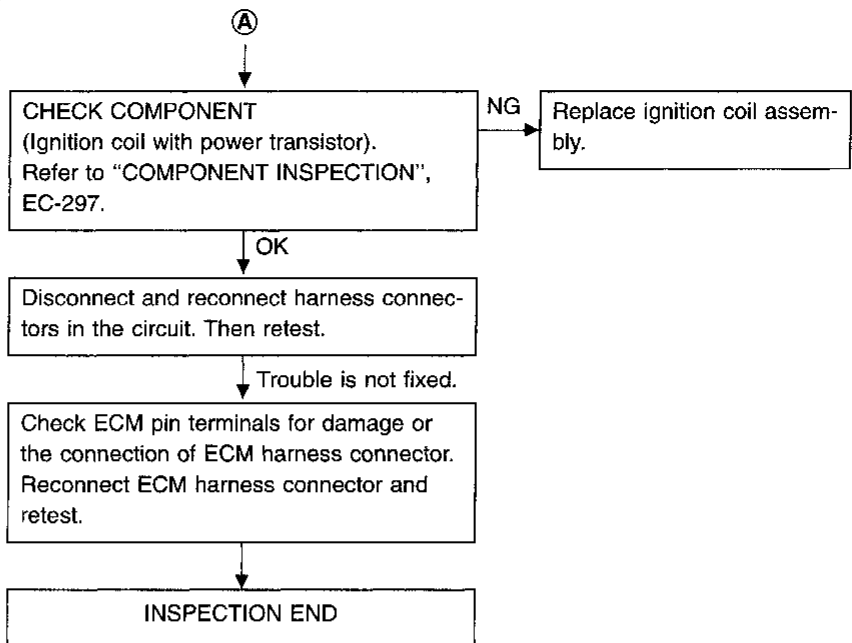 A
CHECK COMPONENT
(Ignition coil with power transistor).
Refer to “COMPONENT INSPECTION”,
EC-297.
NG
Replace ignition coil assem-
bly.
OK
Disconnect and reconnect harness connec-
tors in the circuit. Then retest.
Trouble is not fixed.
Check ECM pin terminals for damage or
the connection of ECM harness connector.
Reconnect ECM harness connector and
retest.
INSPECTION END